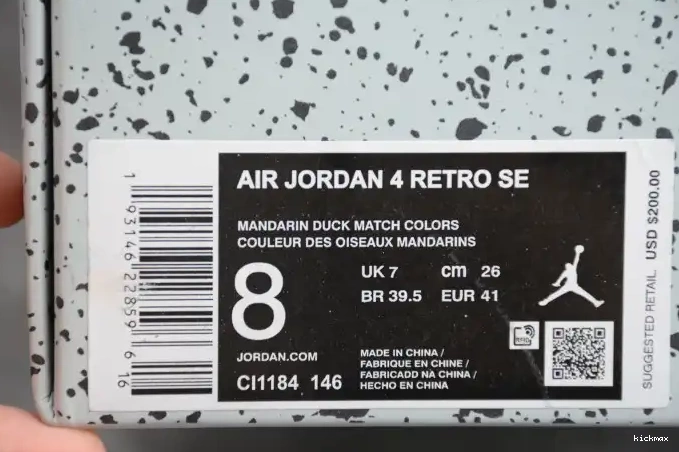 AIR JORDAN 4 RETRO SE
MANDARIN DUCK MATCH COLORS
COULEUR DES OISEAUX MANDARINS
8
UK 7 cm 26
BR 39.5 EUR 41
JORDAN.COM
CI1184 146
MADE IN CHINA /
FABRIQUE EN CHINE /
FABRICADD NA CHINA /
HECHO EN CHINA
RFID
1 93146 22859 6 16
SUGGESTED RETAIL USD $200.00
kickmax